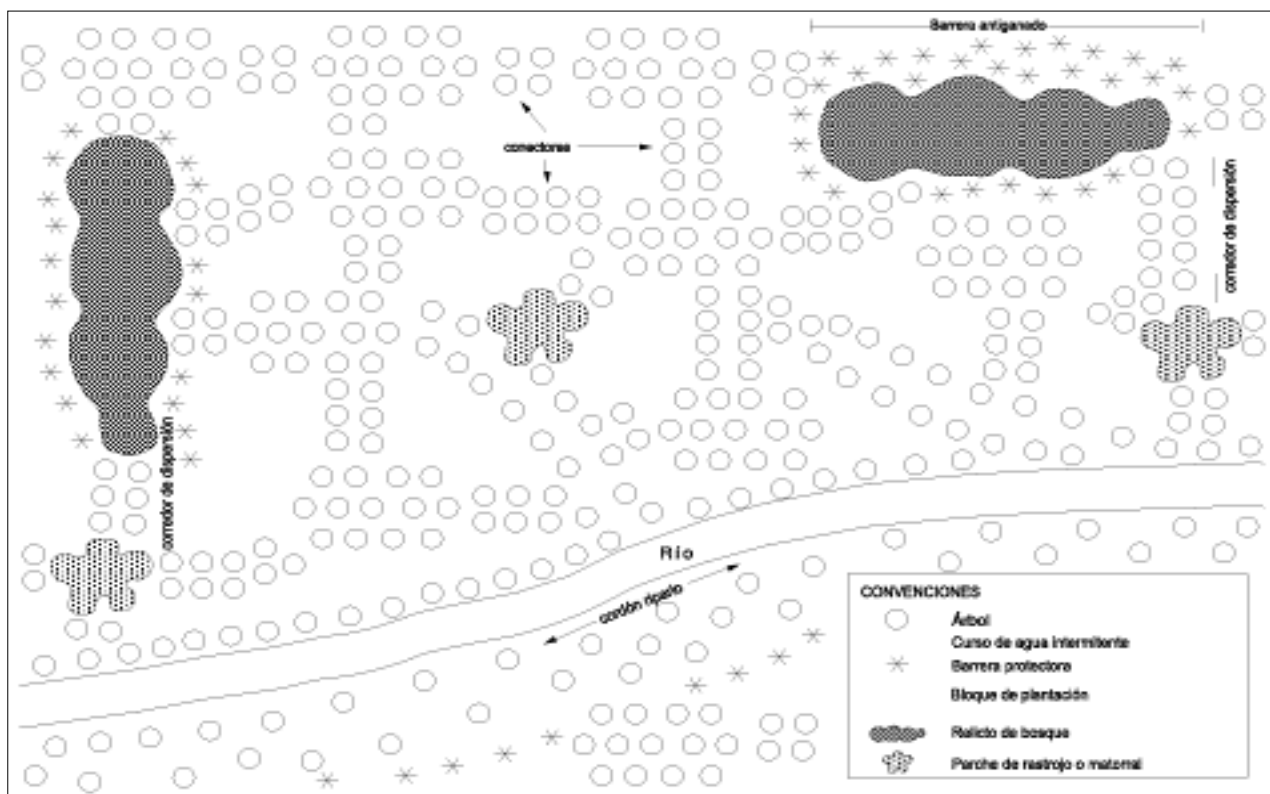 Barrera antiganado
conectores
corredor de dispersión
corredor de dispersión
Río
cordón ripario
CONVENCIONES
Árbol
Curso de agua intermitente
Barrera protectora
Bloque de plantación
Relicto de bosque
Parche de rastrojo o matorral